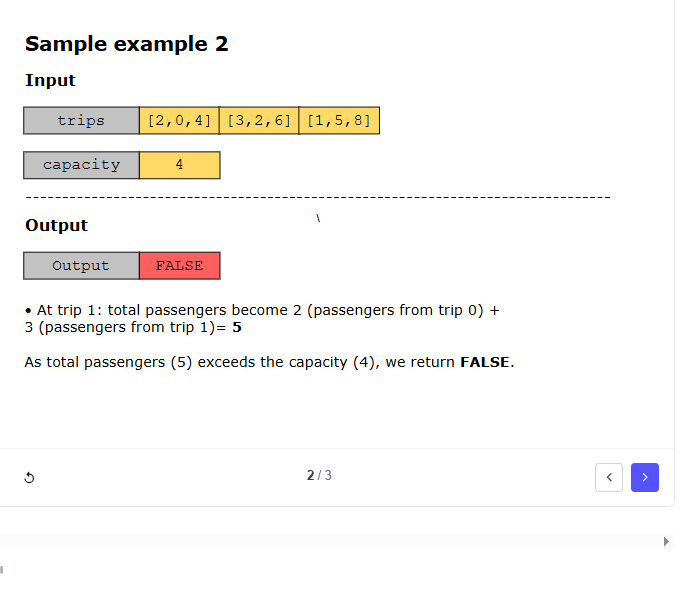 Sample example 2
Input
trips [2,0,4] [3,2,6] [1,5,8]
capacity 4
--------------------------------------------------------------------------------
\
Output
Output FALSE
• At trip 1: total passengers become 2 (passengers from trip 0) +
3 (passengers from trip 1)= 5
As total passengers (5) exceeds the capacity (4), we return FALSE.
2 / 3